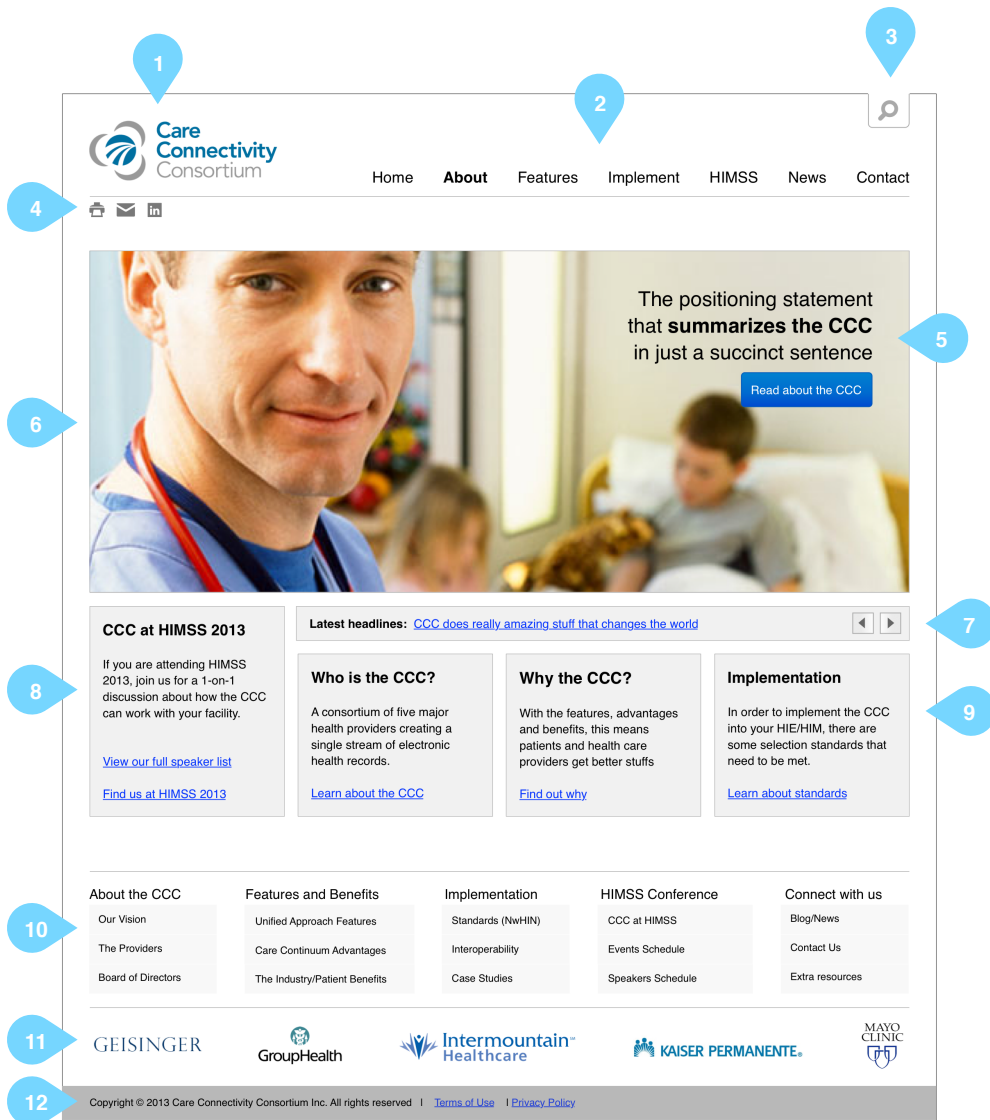 1
3
2
Care
Connectivity
Consortium
Home About Features Implement HIMSS News Contact
4
in
The positioning statement
that summarizes the CCC
in just a succinct sentence
5
Read about the CCC
6
CCC at HIMSS 2013
If you are attending HIMSS
2013, join us for a 1-on-1
discussion about how the CCC
can work with your facility.
View our full speaker list
Find us at HIMSS 2013
8
Latest headlines: CCC does really amazing stuff that changes the world
7
Who is the CCC?
A consortium of five major
health providers creating a
single stream of electronic
health records.
Learn about the CCC
Why the CCC?
With the features, advantages
and benefits, this means
patients and health care
providers get better stuffs
Find out why
Implementation
In order to implement the CCC
into your HIE/HIM, there are
some selection standards that
need to be met.
Learn about standards
9
10
About the CCC
Our Vision
The Providers
Board of Directors
Features and Benefits
Unified Approach Features
Care Continuum Advantages
The Industry/Patient Benefits
Implementation
Standards (NwHIN)
Interoperability
Case Studies
HIMSS Conference
CCC at HIMSS
Events Schedule
Speakers Schedule
Connect with us
Blog/News
Contact Us
Extra resources
11
GEISINGER
GroupHealth
Intermountain℠
Healthcare
KAISER PERMANENTE®
MAYO
CLINIC
12
Copyright © 2013 Care Connectivity Consortium Inc. All rights reserved I Terms of Use I Privacy Policy